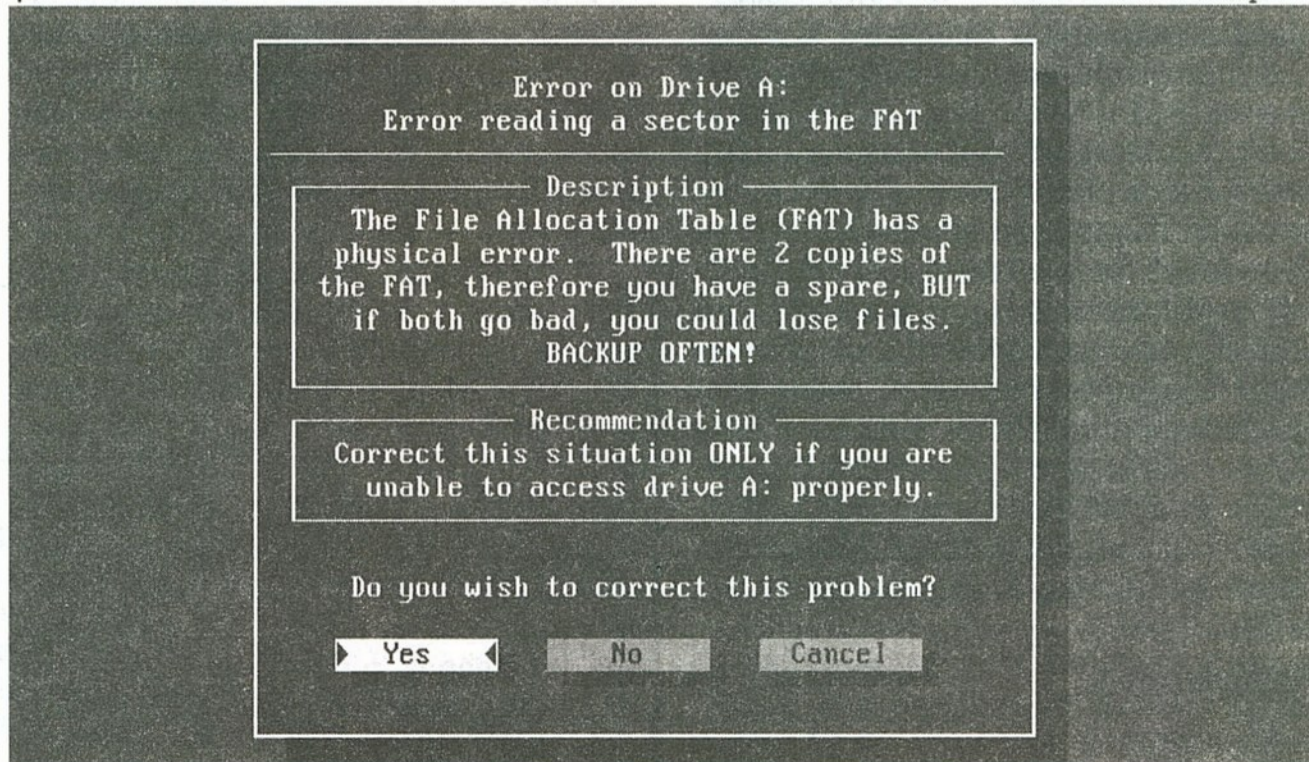 Error on Drive A:
Error reading a sector in the FAT
Description
The File Allocation Table (FAT) has a
physical error.  There are 2 copies of
the FAT, therefore you have a spare, BUT
if both go bad, you could lose files.
BACKUP OFTEN!
Recommendation
Correct this situation ONLY if you are
unable to access drive A: properly.
Do you wish to correct this problem?
Yes No Cancel